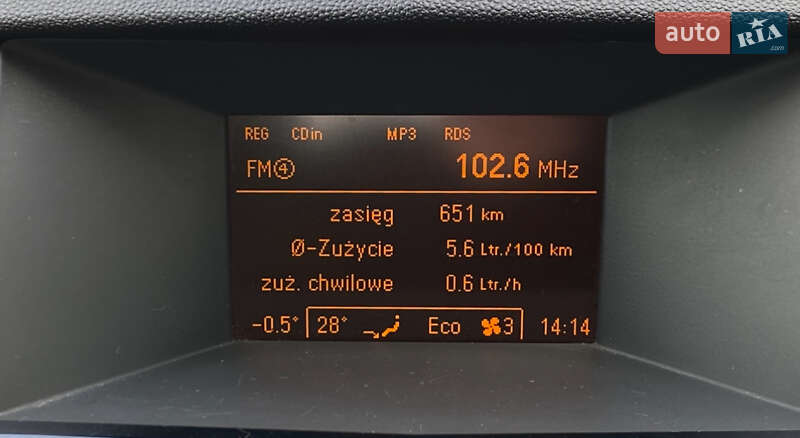 auto RIA .com
REG CDin MP3 RDS
FM④ 102.6 MHz
zasięg 651 km
Ø-Zużycie 5.6 Ltr./100 km
zuż. chwilowe 0.6 Ltr./h
-0.5° 28° Eco 3 14:14